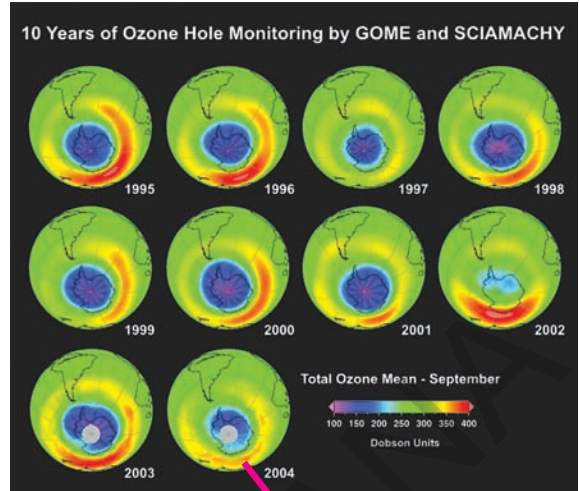 10 Years of Ozone Hole Monitoring by GOME and SCIAMACHY
1995
1996
1997
1998
1999
2000
2001
2002
2003
2004
Total Ozone Mean - September
100 150 200 250 300 350 400
Dobson Units